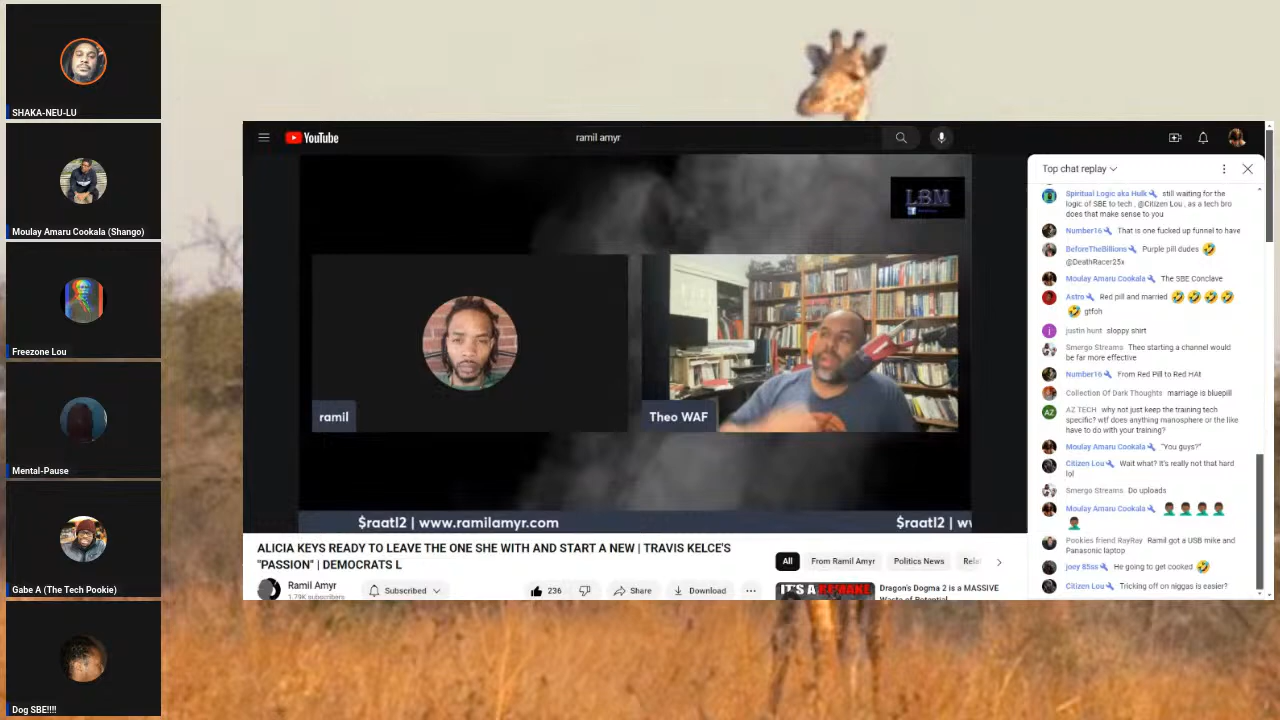 SHAKA-NEU-LU
Moulay Amaru Cookala (Shango)
Freezone Lou
Mental-Pause
Gabe A (The Tech Pookie)
Dog SBE!!!!
YouTube
ramil amyr
LBM
ramil
Theo WAF
$raatl2 | www.ramilamyr.com
$raatl2 | w
ALICIA KEYS READY TO LEAVE THE ONE SHE WITH AND START A NEW | TRAVIS KELCE'S
"PASSION" | DEMOCRATS L
Ramil Amyr
1.79K subscribers
Subscribed
236
Share
Download
All
From Ramil Amyr
Politics News
Rela
IT'S A REMAKE
Dragon's Dogma 2 is a MASSIVE
Waste of Potential
Top chat replay
Spiritual Logic aka Hulk still waiting for the
logic of SBE to tech , @Citizen Lou , as a tech bro
does that make sense to you
Number16 That is one fucked up funnel to have
BeforeTheBillions Purple pill dudes 🤣
@DeathRacer25x
Moulay Amaru Cookala The SBE Conclave
Astro Red pill and married 🤣 🤣 🤣 🤣
🤣 gtfoh
justin hunt sloppy shirt
Smergo Streams Theo starting a channel would
be far more effective
Number16 From Red Pill to Red HAt
Collection Of Dark Thoughts marriage is bluepill
AZ
AZ TECH why not just keep the training tech
specific? wtf does anything manosphere or the like
have to do with your training?
Moulay Amaru Cookala "You guys?"
Citizen Lou Wait what? It's really not that hard
lol
Smergo Streams Do uploads
Moulay Amaru Cookala
Pookies friend RayRay Ramil got a USB mike and
Panasonic laptop
joey 85ss He going to get cooked 🤣
Citizen Lou Tricking off on niggas is easier?